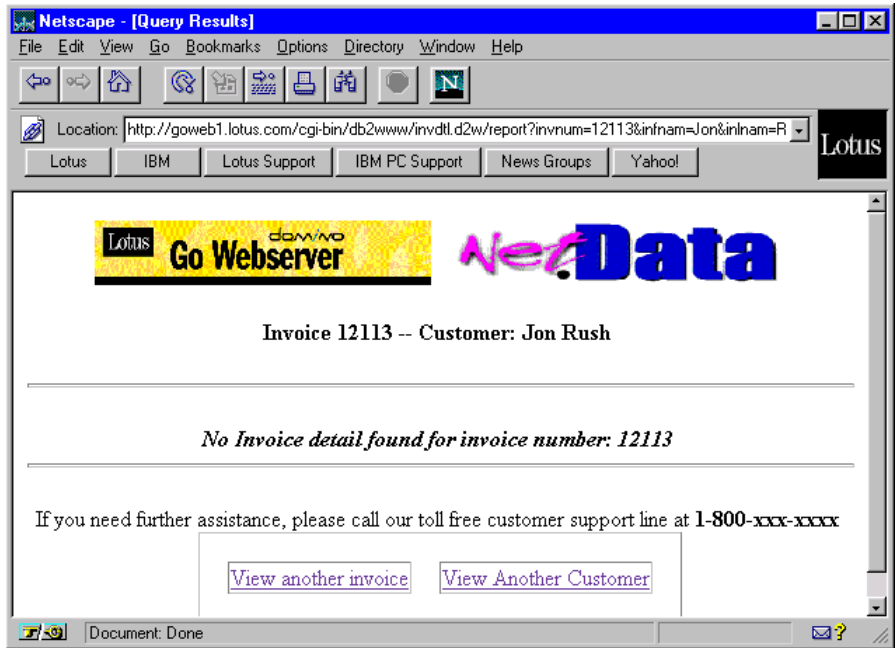 Netscape - [Query Results]
File Edit View Go Bookmarks Options Directory Window Help
N
Location: http://goweb1.lotus.com/cgi-bin/db2www/invdtl.d2w/report?invnum=12113&infnam=Jon&inlnam=R
Lotus
Lotus IBM Lotus Support IBM PC Support News Groups Yahoo!
Lotus domino
Go Webserver
Net.Data
Invoice 12113 -- Customer: Jon Rush
No Invoice detail found for invoice number: 12113
If you need further assistance, please call our toll free customer support line at 1-800-xxx-xxxx
View another invoice View Another Customer
Document: Done